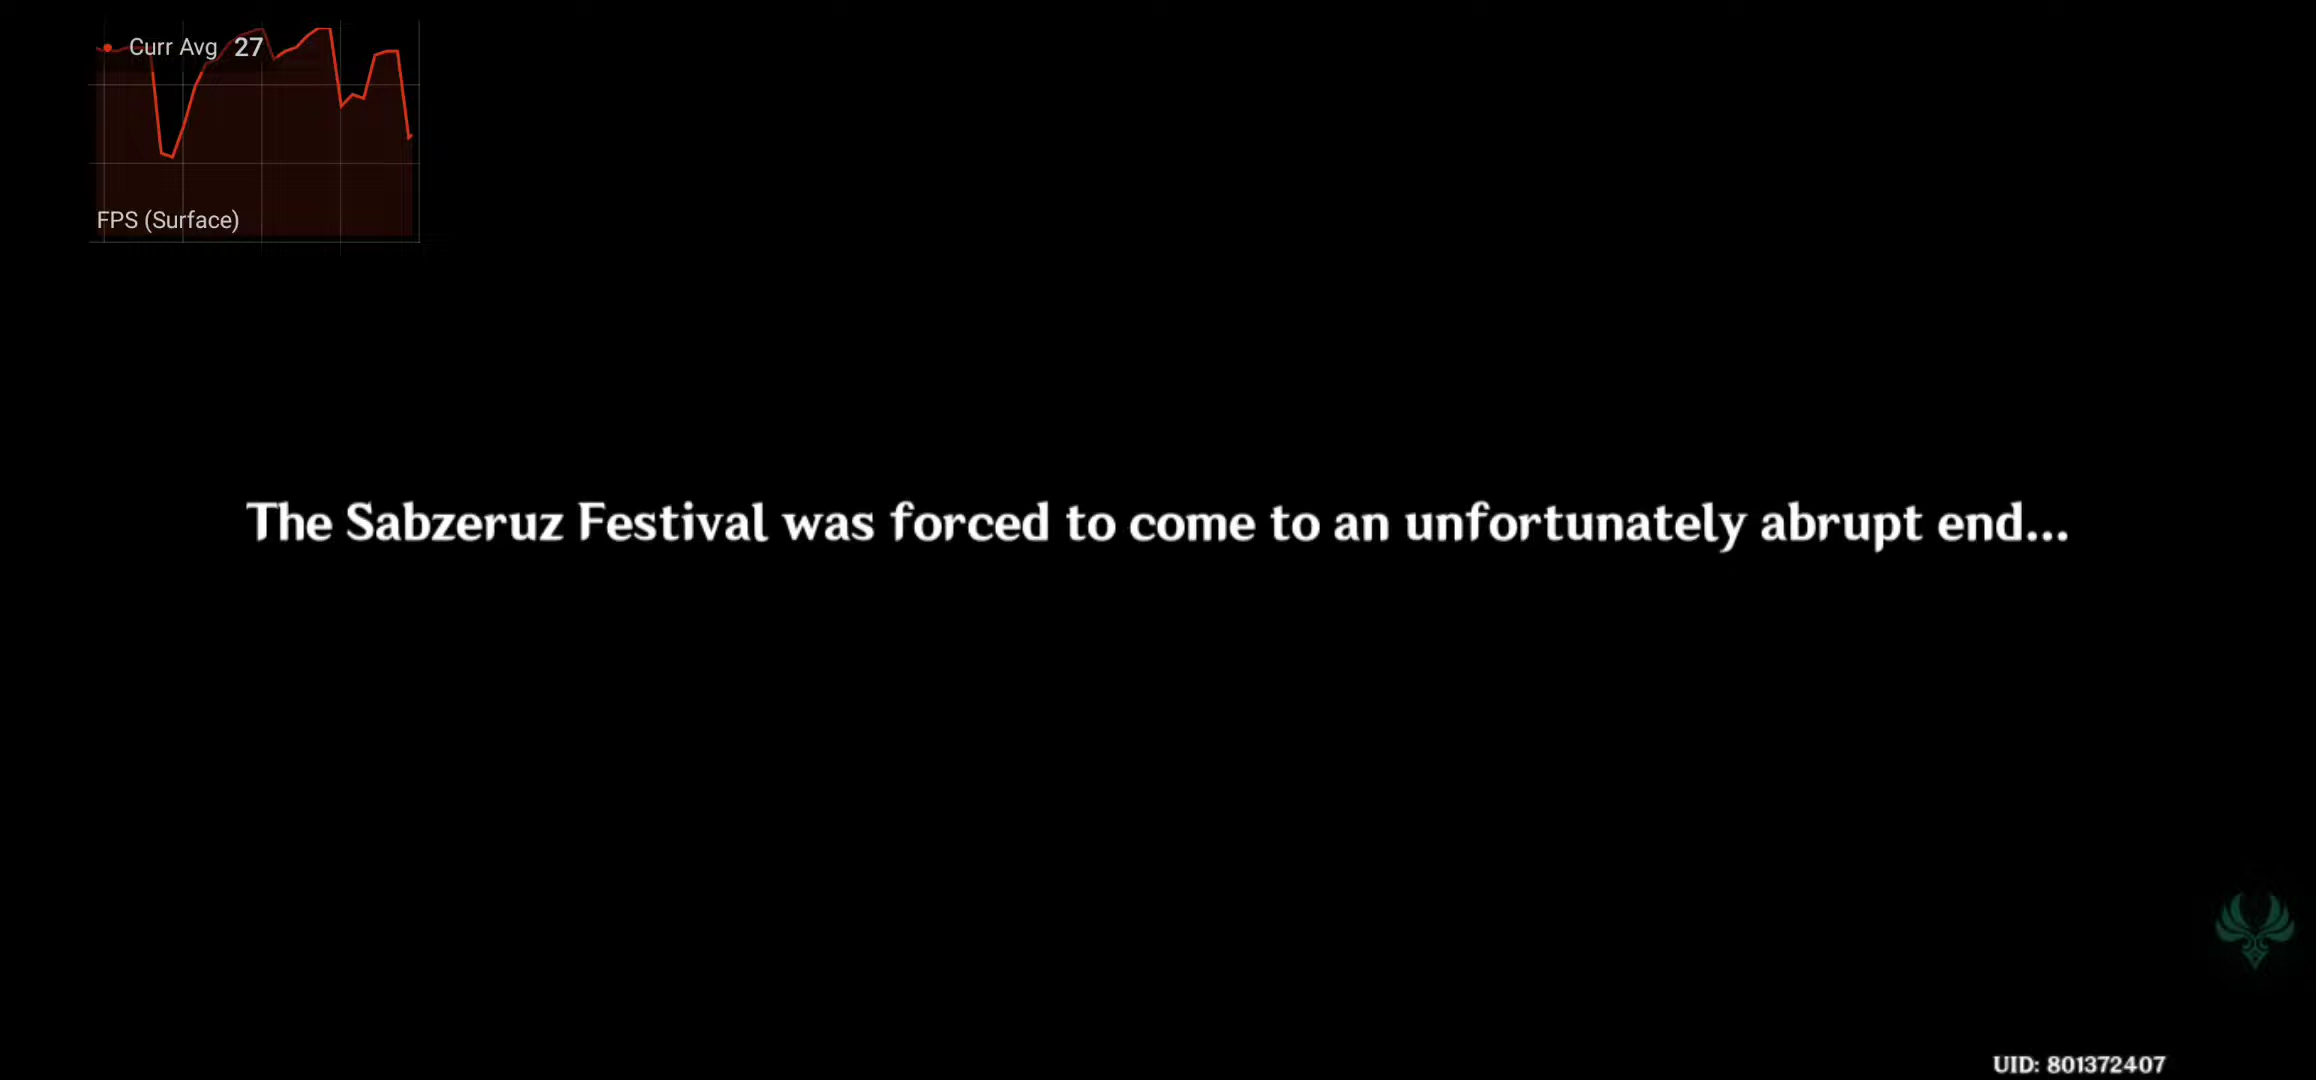 Curr Avg 27
FPS (Surface)
The Sabzeruz Festival was forced to come to an unfortunately abrupt end...
UID: 801372407